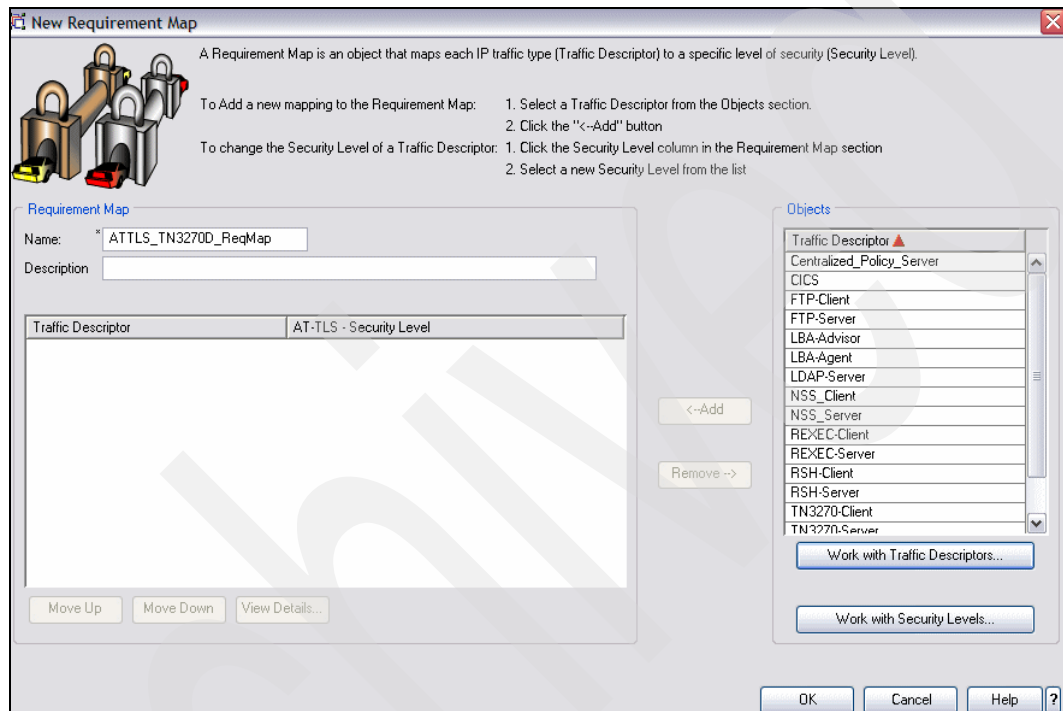 New Requirement Map
A Requirement Map is an object that maps each IP traffic type (Traffic Descriptor) to a specific level of security (Security Level).
To Add a new mapping to the Requirement Map: 1. Select a Traffic Descriptor from the Objects section.
2. Click the "<--Add" button
To change the Security Level of a Traffic Descriptor: 1. Click the Security Level column in the Requirement Map section
2. Select a new Security Level from the list
Requirement Map
Name: * ATTLS_TN3270D_ReqMap
Description
Traffic Descriptor AT-TLS - Security Level
<--Add
Remove -->
Move Up Move Down View Details...
Objects
Traffic Descriptor
Centralized_Policy_Server
CICS
FTP-Client
FTP-Server
LBA-Advisor
LBA-Agent
LDAP-Server
NSS_Client
NSS_Server
REXEC-Client
REXEC-Server
RSH-Client
RSH-Server
TN3270-Client
TN3270-Server
Work with Traffic Descriptors...
Work with Security Levels...
OK Cancel Help ?